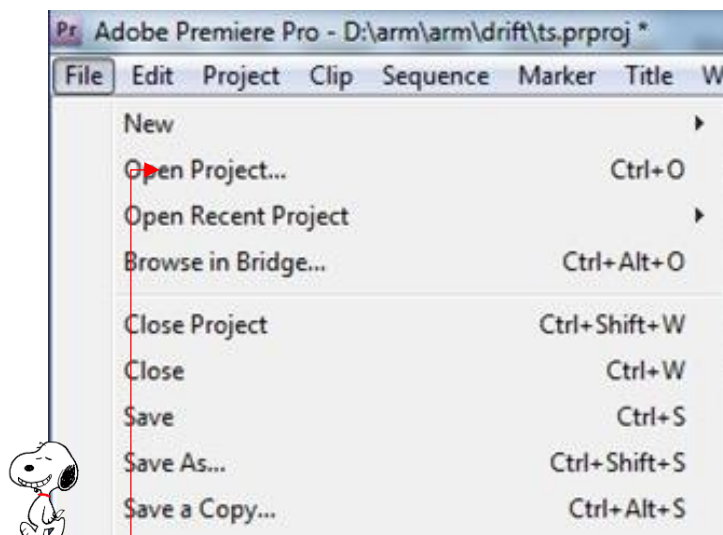 Pr Adobe Premiere Pro - D:\arm\arm\drift\ts.prproj *
File Edit Project Clip Sequence Marker Title W
New
Open Project... Ctrl+O
Open Recent Project
Browse in Bridge... Ctrl+Alt+O
Close Project Ctrl+Shift+W
Close Ctrl+W
Save Ctrl+S
Save As... Ctrl+Shift+S
Save a Copy... Ctrl+Alt+S